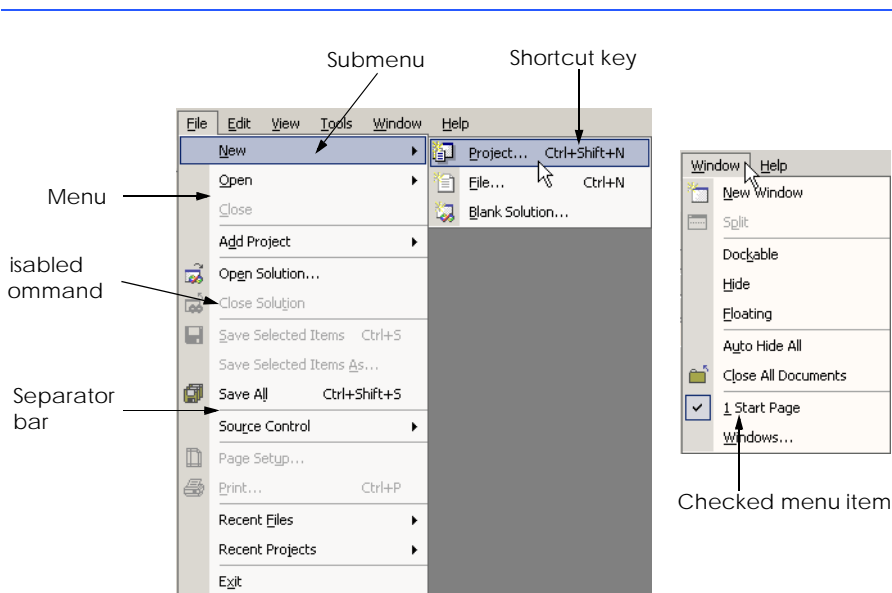 Submenu
Shortcut key
File Edit View Tools Window Help
New
Project... Ctrl+Shift+N
Open
File... Ctrl+N
Close
Blank Solution...
Add Project
Open Solution...
Close Solution
Save Selected Items Ctrl+S
Save Selected Items As...
Save All Ctrl+Shift+S
Source Control
Page Setup...
Print... Ctrl+P
Recent Files
Recent Projects
Exit
Menu
isabled
ommand
Separator
bar
Window Help
New Window
Split
Dockable
Hide
Floating
Auto Hide All
Close All Documents
1 Start Page
Windows...
Checked menu item